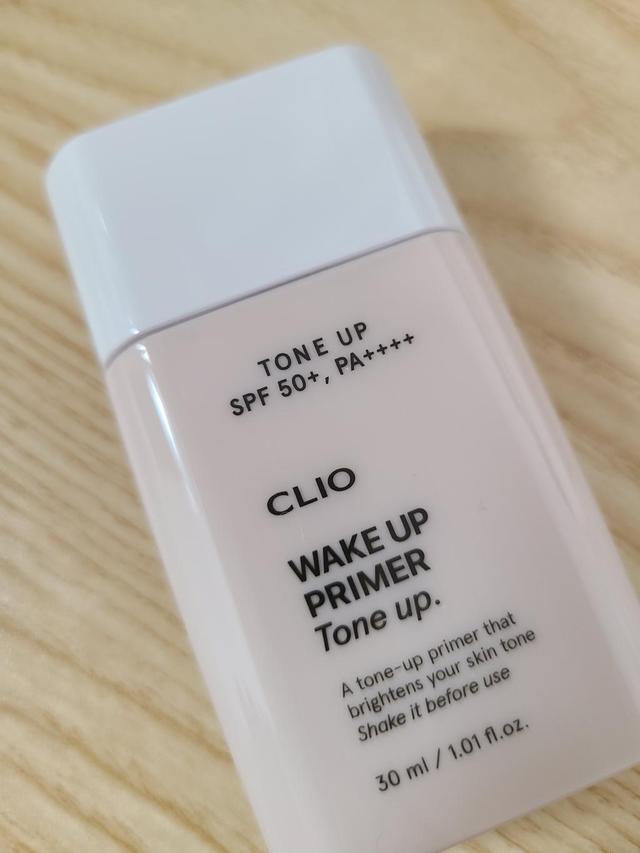 TONE UP
SPF 50+, PA++++
CLIO
WAKE UP
PRIMER
Tone up.
A tone-up primer that
brightens your skin tone
Shake it before use
30 ml / 1.01 fl.oz.